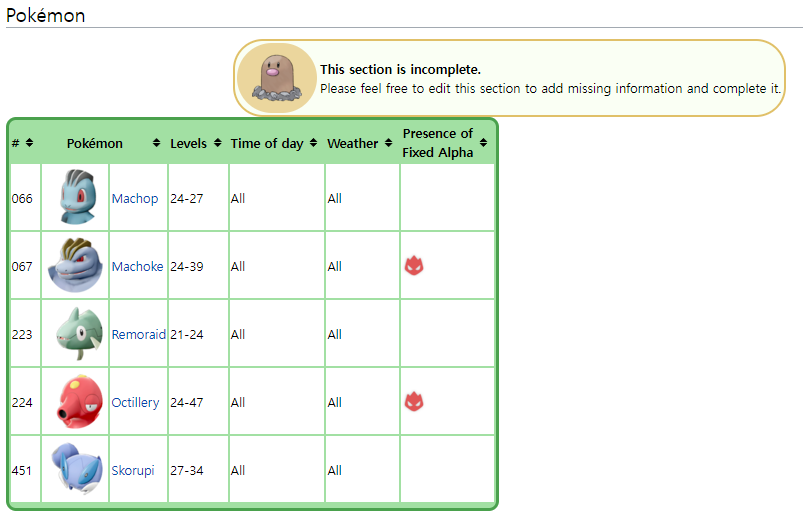 Pokémon
This section is incomplete.
Please feel free to edit this section to add missing information and complete it.
# Pokémon Levels Time of day Weather Presence of
Fixed Alpha
066 Machop 24-27 All All
067 Machoke 24-39 All All
223 Remoraid 21-24 All All
224 Octillery 24-47 All All
451 Skorupi 27-34 All All